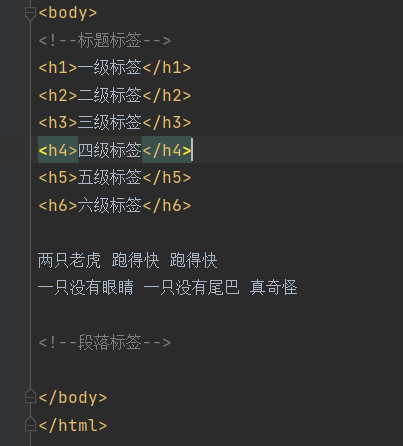 <body>
<!--标题标签-->
<h1>一级标签</h1>
<h2>二级标签</h2>
<h3>三级标签</h3>
<h4>四级标签</h4>
<h5>五级标签</h5>
<h6>六级标签</h6>
两只老虎 跑得快 跑得快
一只没有眼睛 一只没有尾巴 真奇怪
<!--段落标签-->
</body>
</html>